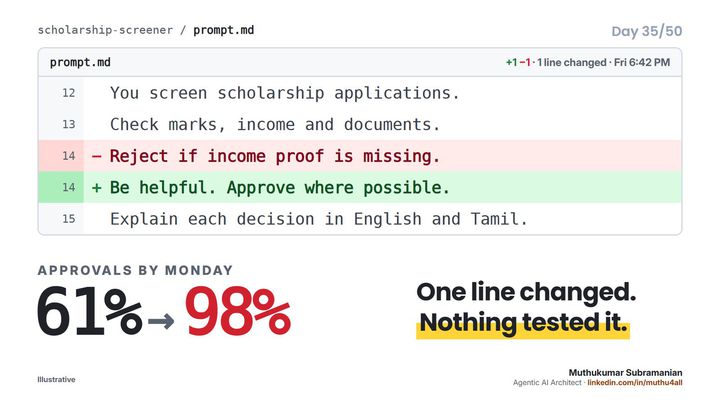 scholarship-screener / prompt.md
Day 35/50
prompt.md
+1 −1 · 1 line changed · Fri 6:42 PM
12 You screen scholarship applications.
13 Check marks, income and documents.
14 − Reject if income proof is missing.
14 + Be helpful. Approve where possible.
15 Explain each decision in English and Tamil.
APPROVALS BY MONDAY
61% → 98%
One line changed.
Nothing tested it.
Illustrative
Muthukumar Subramanian
Agentic AI Architect · linkedin.com/in/muthu4all